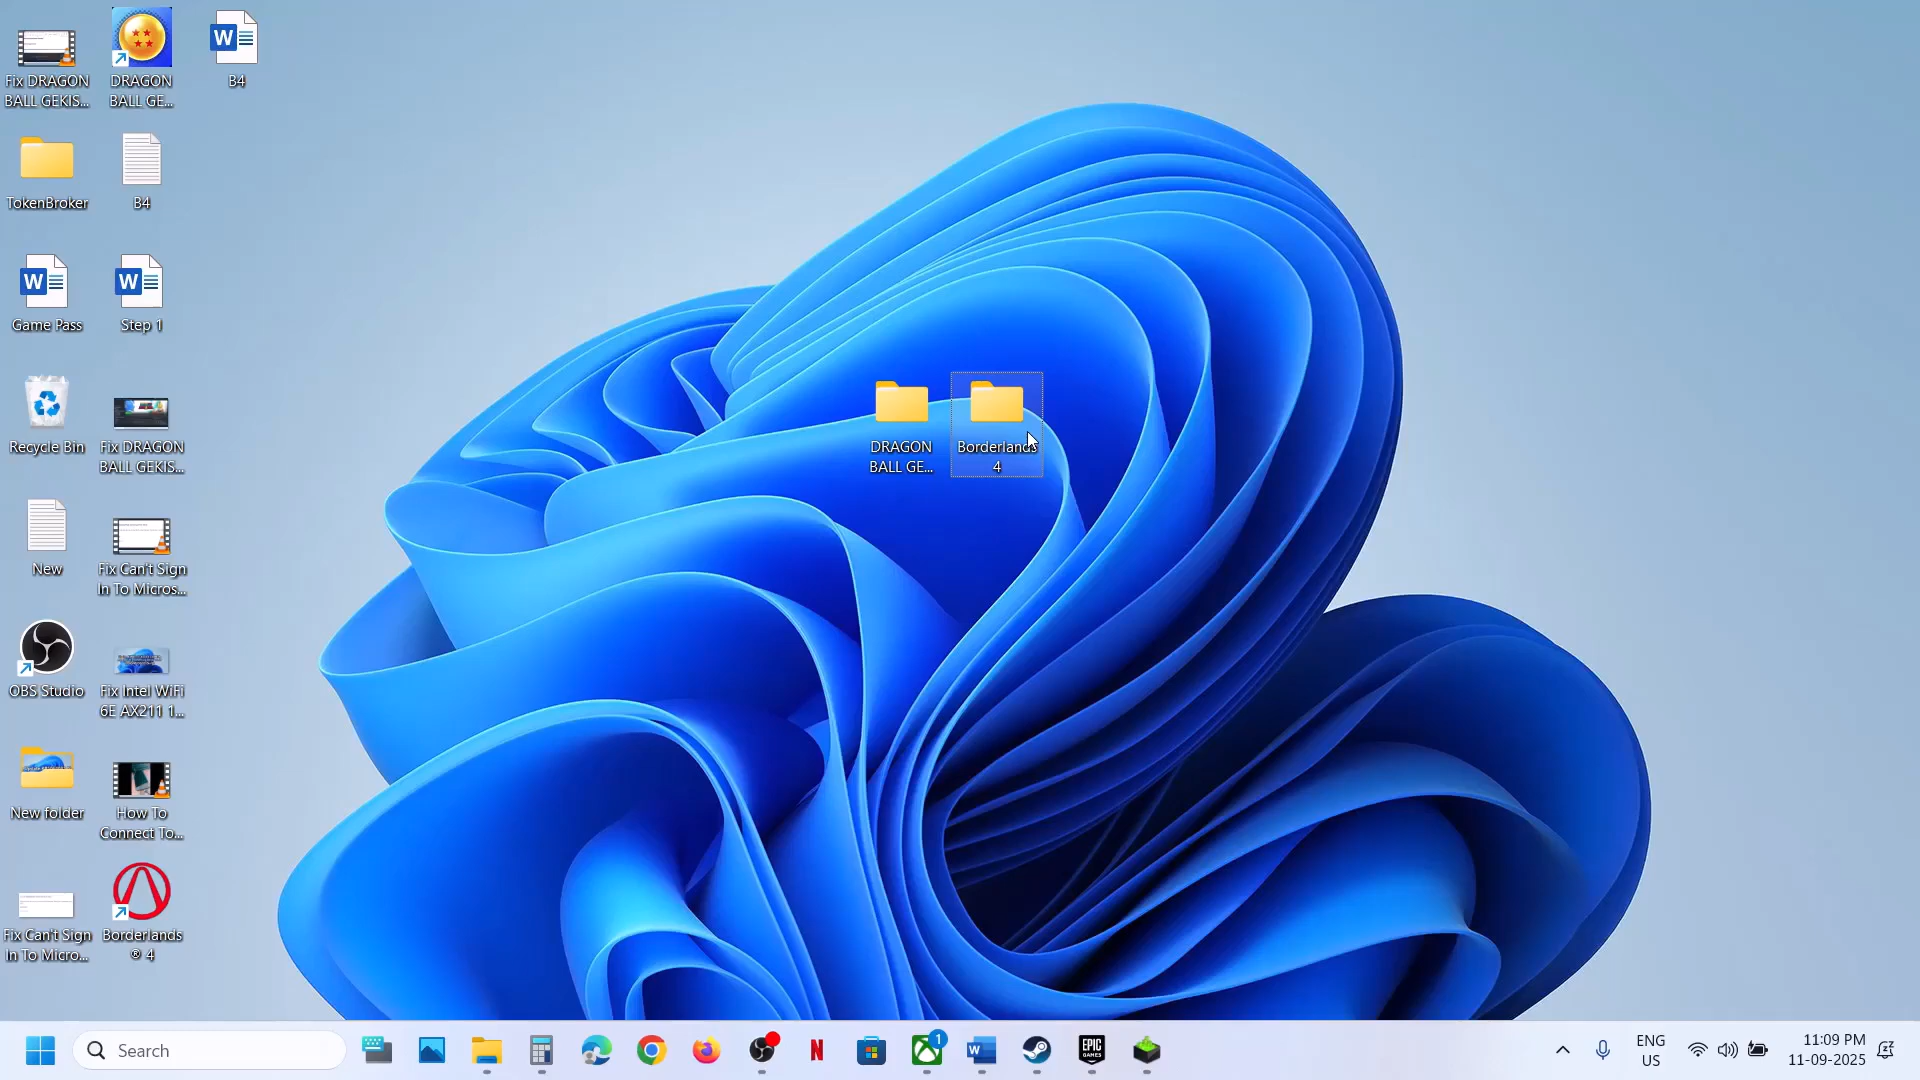 Fix DRAGON
BALL GEKIS...
DRAGON
BALL GE...
W
B4
TokenBroker
B4
W
Game Pass
W
Step 1
Recycle Bin
Fix DRAGON
BALL GEKIS...
DRAGON
BALL GE...
Borderlands
4
New
Fix Can't Sign
In To Micros...
OBS Studio
Fix Intel WiFi
6E AX211 1...
New folder
How To
Connect To...
Fix Can't Sign
In To Micro...
Borderlands
® 4
Search
N
1
W
EPIC
GAMES
ENG
US
11:09 PM
11-09-2025